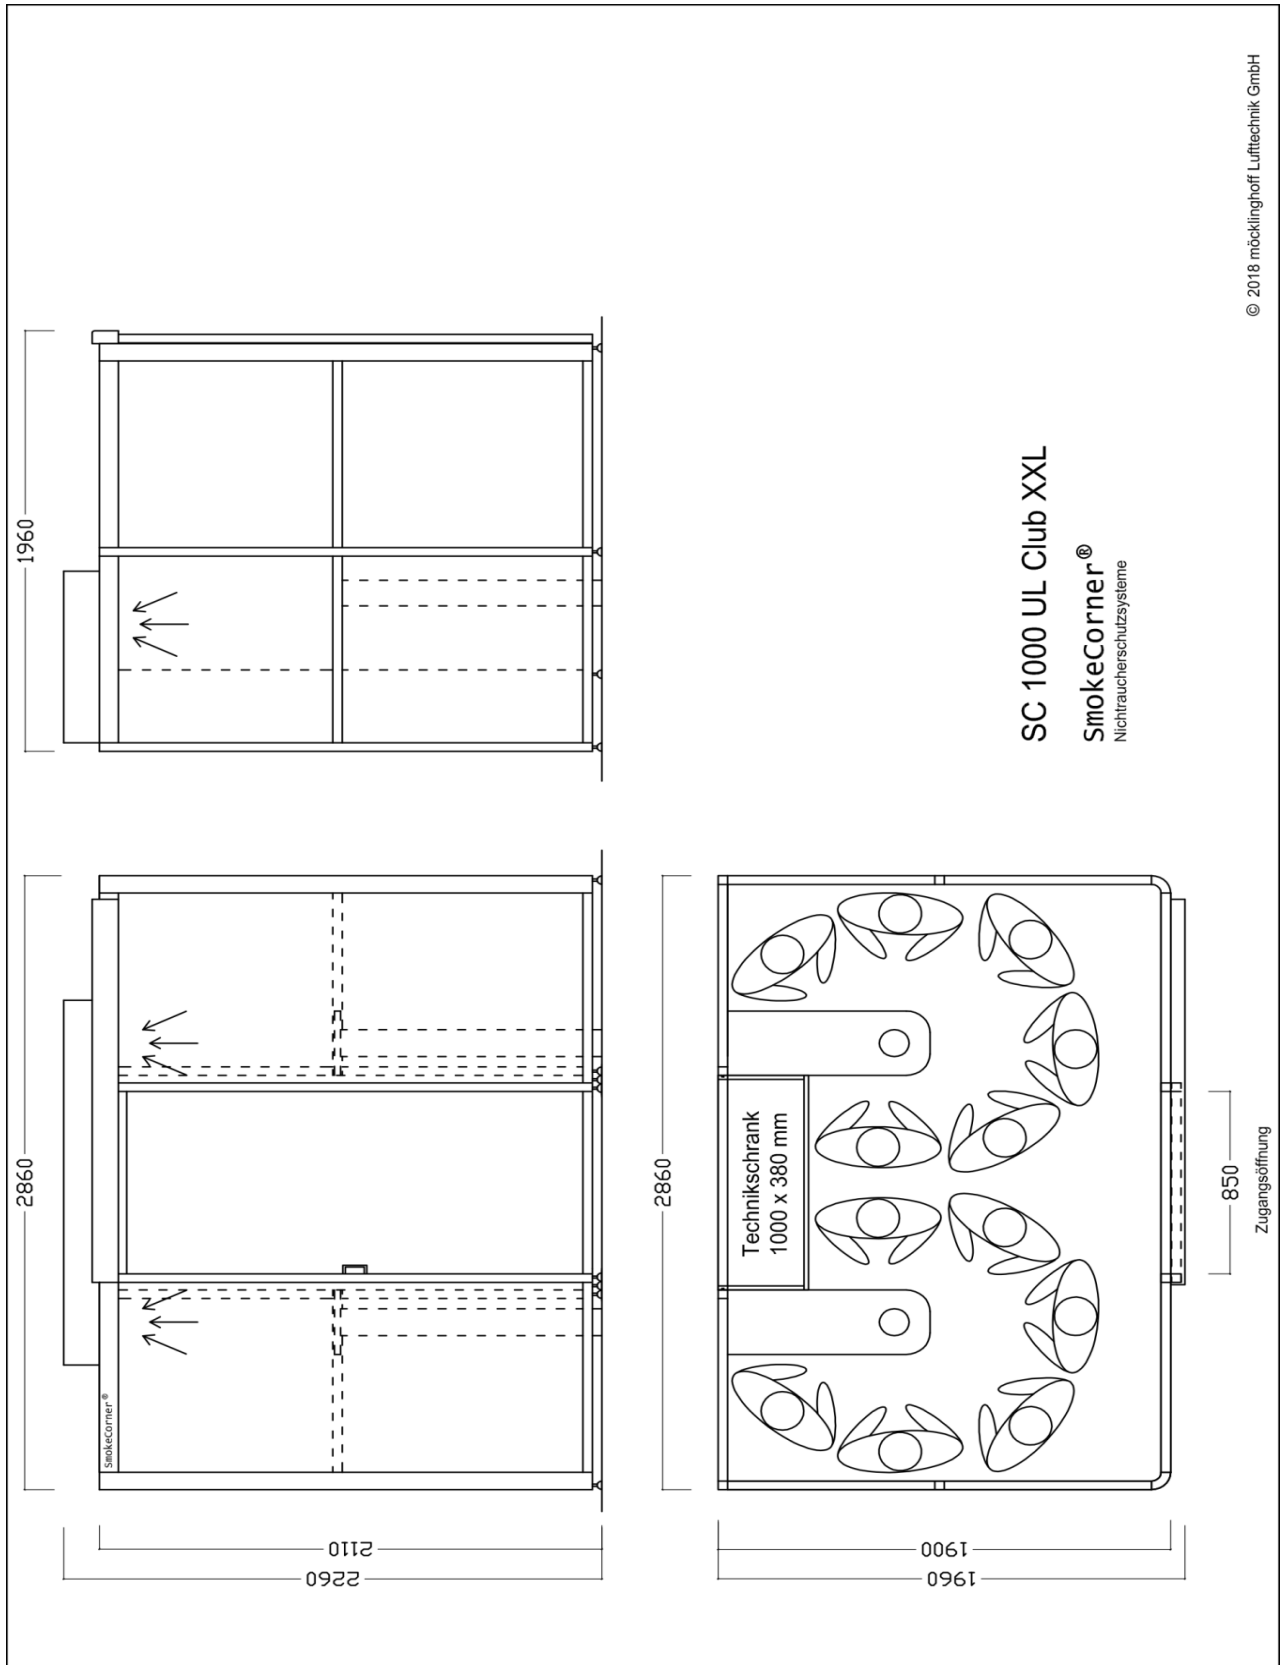 2860
1960
SmokeCorner®
2110
2260
2860
Technikschrank
1000 x 380 mm
1900
1960
850
Zugangsöffnung
SC 1000 UL Club XXL
SmokeCorner®
Nichtraucherschutzsysteme
© 2018 möcklinghoff Lufttechnik GmbH